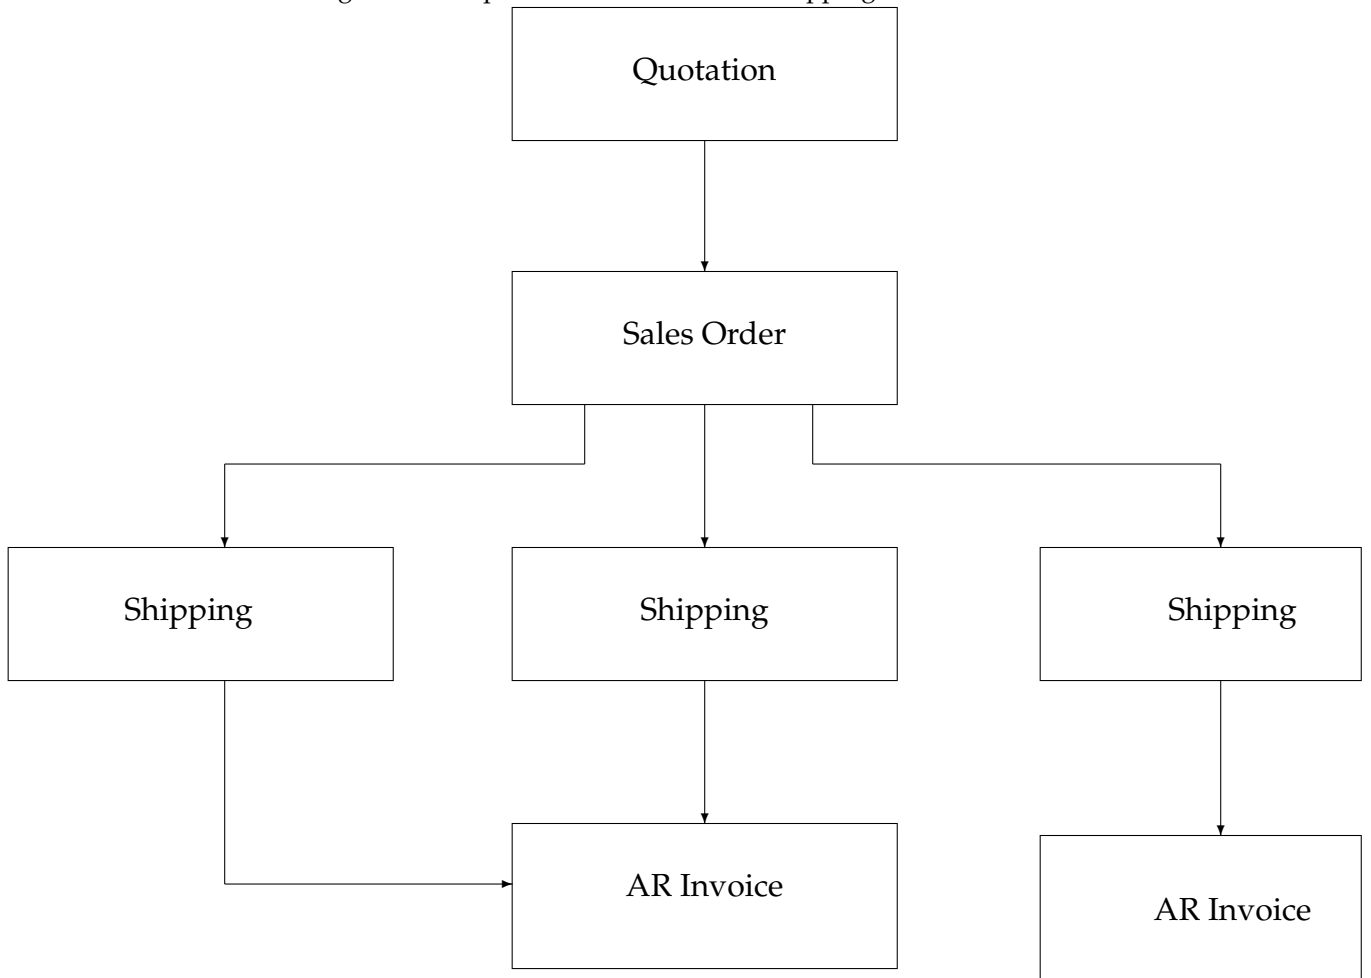 Quotation
Sales Order
Shipping
Shipping
Shipping
AR Invoice
AR Invoice